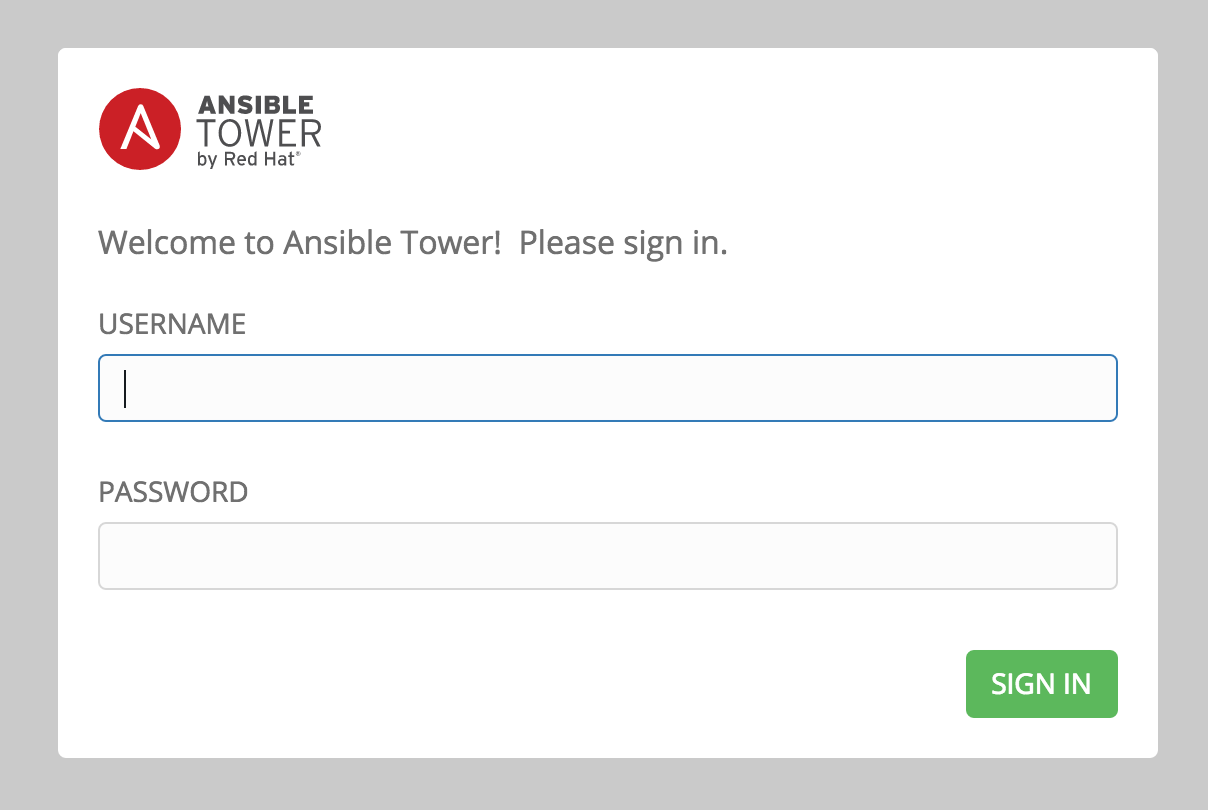 ANSIBLE
TOWER
by Red Hat®
Welcome to Ansible Tower!  Please sign in.
USERNAME
PASSWORD
SIGN IN